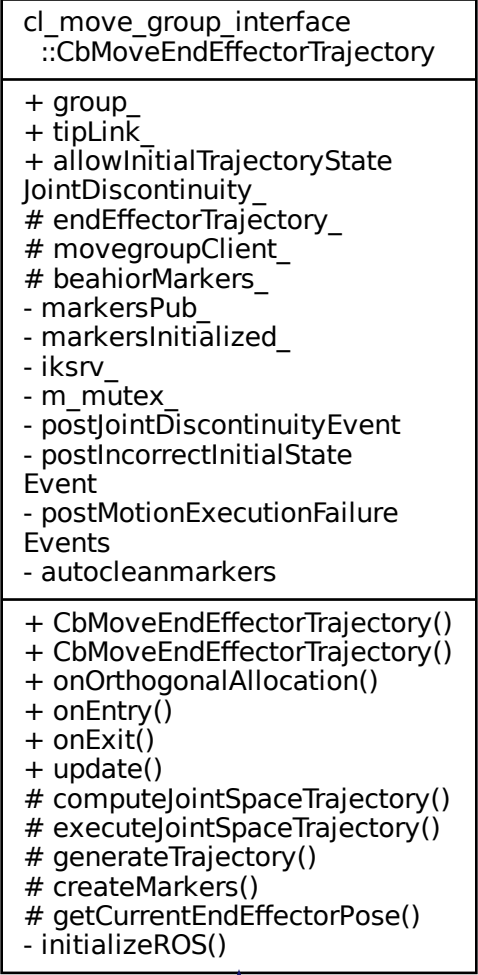 cl_move_group_interface
::CbMoveEndEffectorTrajectory
+ group_
+ tipLink_
+ allowInitialTrajectoryState
JointDiscontinuity_
# endEffectorTrajectory_
# movegroupClient_
# beahiorMarkers_
- markersPub_
- markersInitialized_
- iksrv_
- m_mutex_
- postJointDiscontinuityEvent
- postIncorrectInitialState
Event
- postMotionExecutionFailure
Events
- autocleanmarkers
+ CbMoveEndEffectorTrajectory()
+ CbMoveEndEffectorTrajectory()
+ onOrthogonalAllocation()
+ onEntry()
+ onExit()
+ update()
# computeJointSpaceTrajectory()
# executeJointSpaceTrajectory()
# generateTrajectory()
# createMarkers()
# getCurrentEndEffectorPose()
- initializeROS()